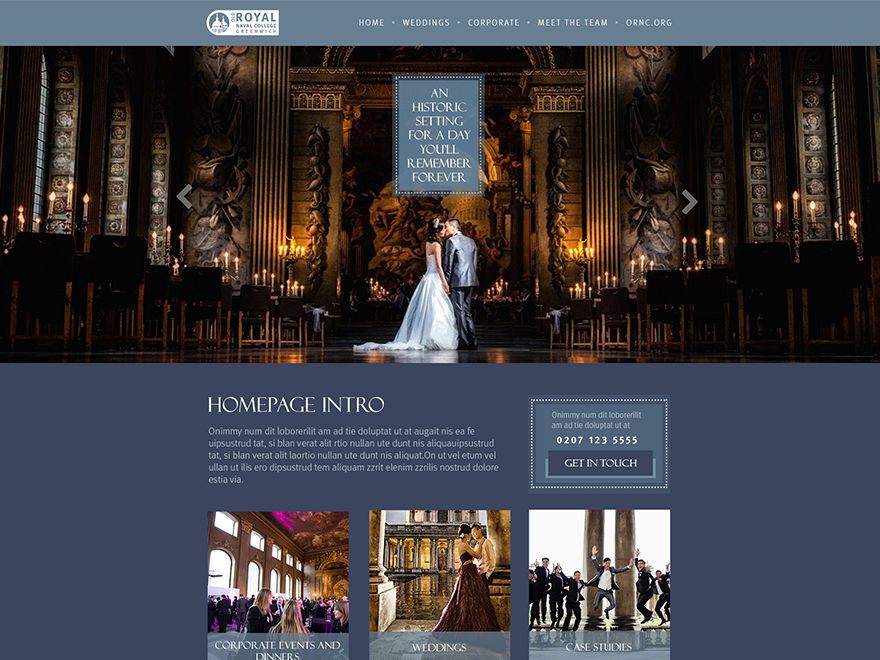 OLD ROYAL
NAVAL COLLEGE
GREENWICH
HOME • WEDDINGS • CORPORATE • MEET THE TEAM • ORNC.ORG
AN
HISTORIC
SETTING
FOR A DAY
YOU'LL
REMEMBER
FOREVER
HOMEPAGE INTRO
Onimmy num dit loborerilit am ad tie doluptat ut at augait nis ea fe
uipsustrud tat, si blan verat alit rtio nullan ute dunt nis aliquauipsustrud
tat, si blan verat alit laortio nullan ute dunt nis aliquat.On ut vel etum vel
ullan ut ilis ero dipsustrud tem aliquam zzrit elenim zzrilis nostrud dolore
estia via.
Onimmy num dit loborerilit
am ad tie doluptat ut at
0207 123 5555
GET IN TOUCH
CORPORATE EVENTS AND
DINNERS
WEDDINGS
CASE STUDIES